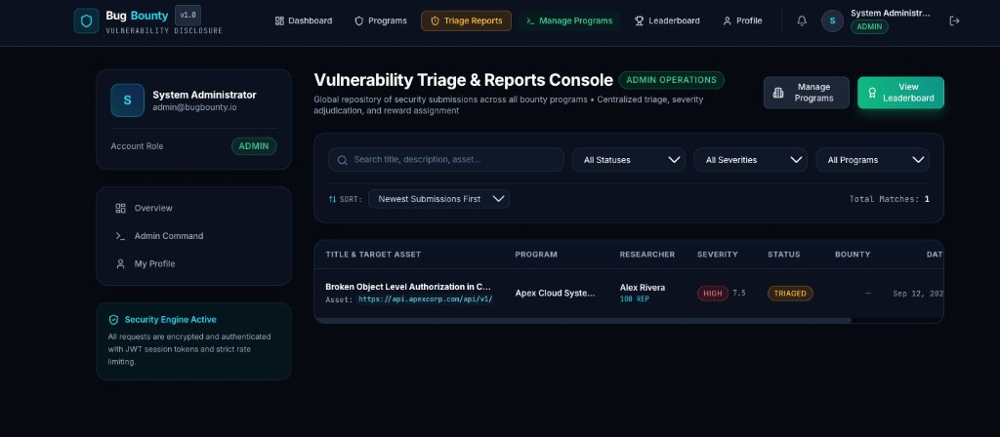 Bug Bounty v1.0
VULNERABILITY DISCLOSURE
Dashboard
Programs
Triage Reports
Manage Programs
Leaderboard
Profile
S
System Administr...
ADMIN
S
System Administrator
admin@bugbounty.io
Account Role
ADMIN
Overview
Admin Command
My Profile
Security Engine Active
All requests are encrypted and authenticated
with JWT session tokens and strict rate
limiting.
Vulnerability Triage & Reports Console
ADMIN OPERATIONS
Global repository of security submissions across all bounty programs • Centralized triage, severity
adjudication, and reward assignment
Manage
Programs
View
Leaderboard
Search title, description, asset...
All Statuses
All Severities
All Programs
SORT:
Newest Submissions First
Total Matches: 1
TITLE & TARGET ASSET PROGRAM RESEARCHER SEVERITY STATUS BOUNTY DAT
Broken Object Level Authorization in C...
Asset: https://api.apexcorp.com/api/v1/
Apex Cloud Syste...
Alex Rivera
100 REP
HIGH 7.5
TRIAGED
—
Sep 12, 202